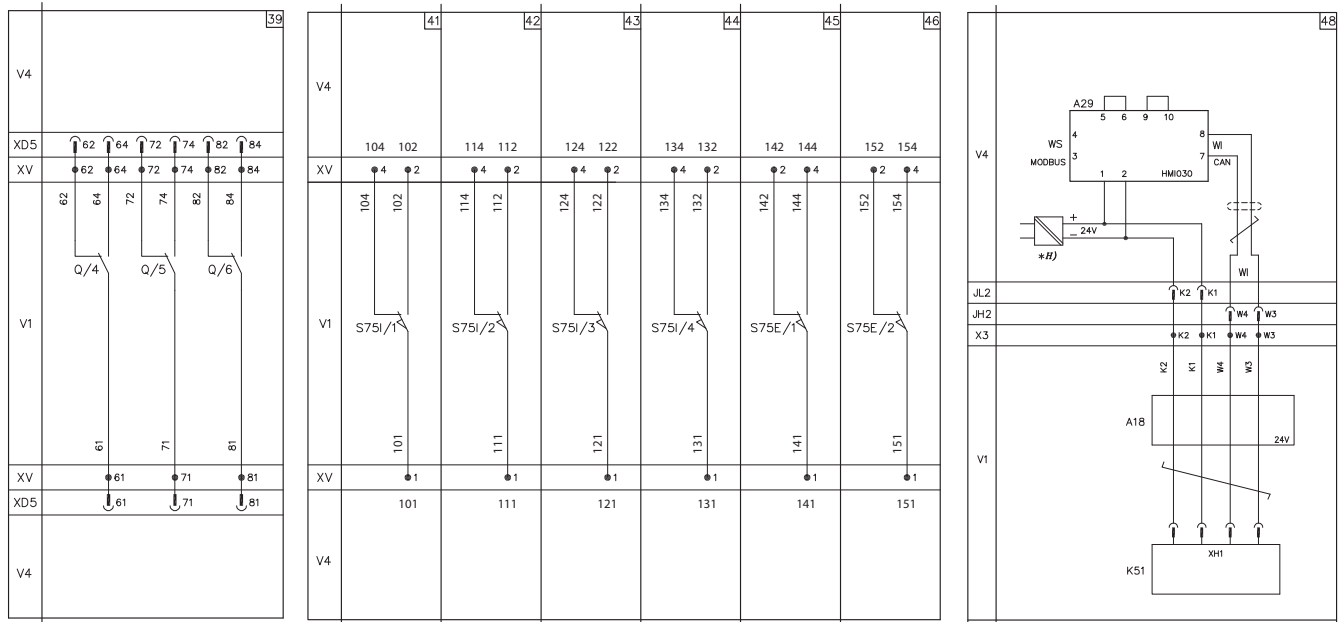 39
V4
XD5 62 64 72 74 82 84
XV 62 64 72 74 82 84
62 64 72 74 82 84
Q/4 Q/5 Q/6
V1
61 71 81
XV 61 71 81
XD5 61 71 81
V4
41 42 43 44 45 46
V4
104 102 114 112 124 122 134 132 142 144 152 154
XV 4 2 4 2 4 2 4 2 2 4 2 4
104 102 114 112 124 122 134 132 142 144 152 154
V1 S75I/1 S75I/2 S75I/3 S75I/4 S75E/1 S75E/2
101 111 121 131 141 151
XV 1 1 1 1 1 1
101 111 121 131 141 151
V4
48
A29
5 6 9 10
4 8
WS WI
MODBUS 3 7 CAN
1 2 HMI030
V4
+
− 24V
*H)
WI
JL2 K2 K1
JH2 W4 W3
X3 K2 K1 W4 W3
K2 K1 W4 W3
A18
24V
V1
XH1
K51